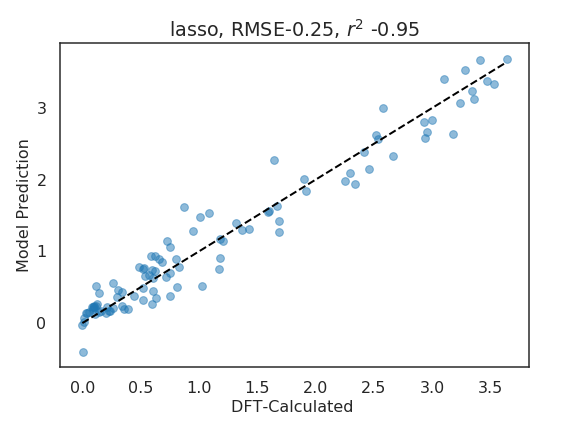 lasso, RMSE-0.25, r² -0.95
Model Prediction
3
2
1
0
0.0 0.5 1.0 1.5 2.0 2.5 3.0 3.5
DFT-Calculated